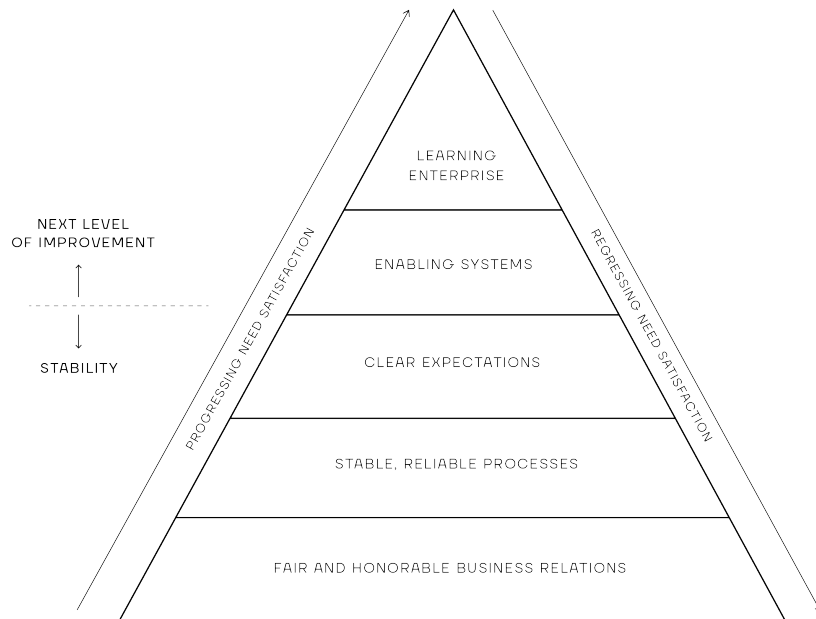 LEARNING
ENTERPRISE
NEXT LEVEL
OF IMPROVEMENT
ENABLING SYSTEMS
PROGRESSING NEED SATISFACTION
REGRESSING NEED SATISFACTION
STABILITY
CLEAR EXPECTATIONS
STABLE, RELIABLE PROCESSES
FAIR AND HONORABLE BUSINESS RELATIONS